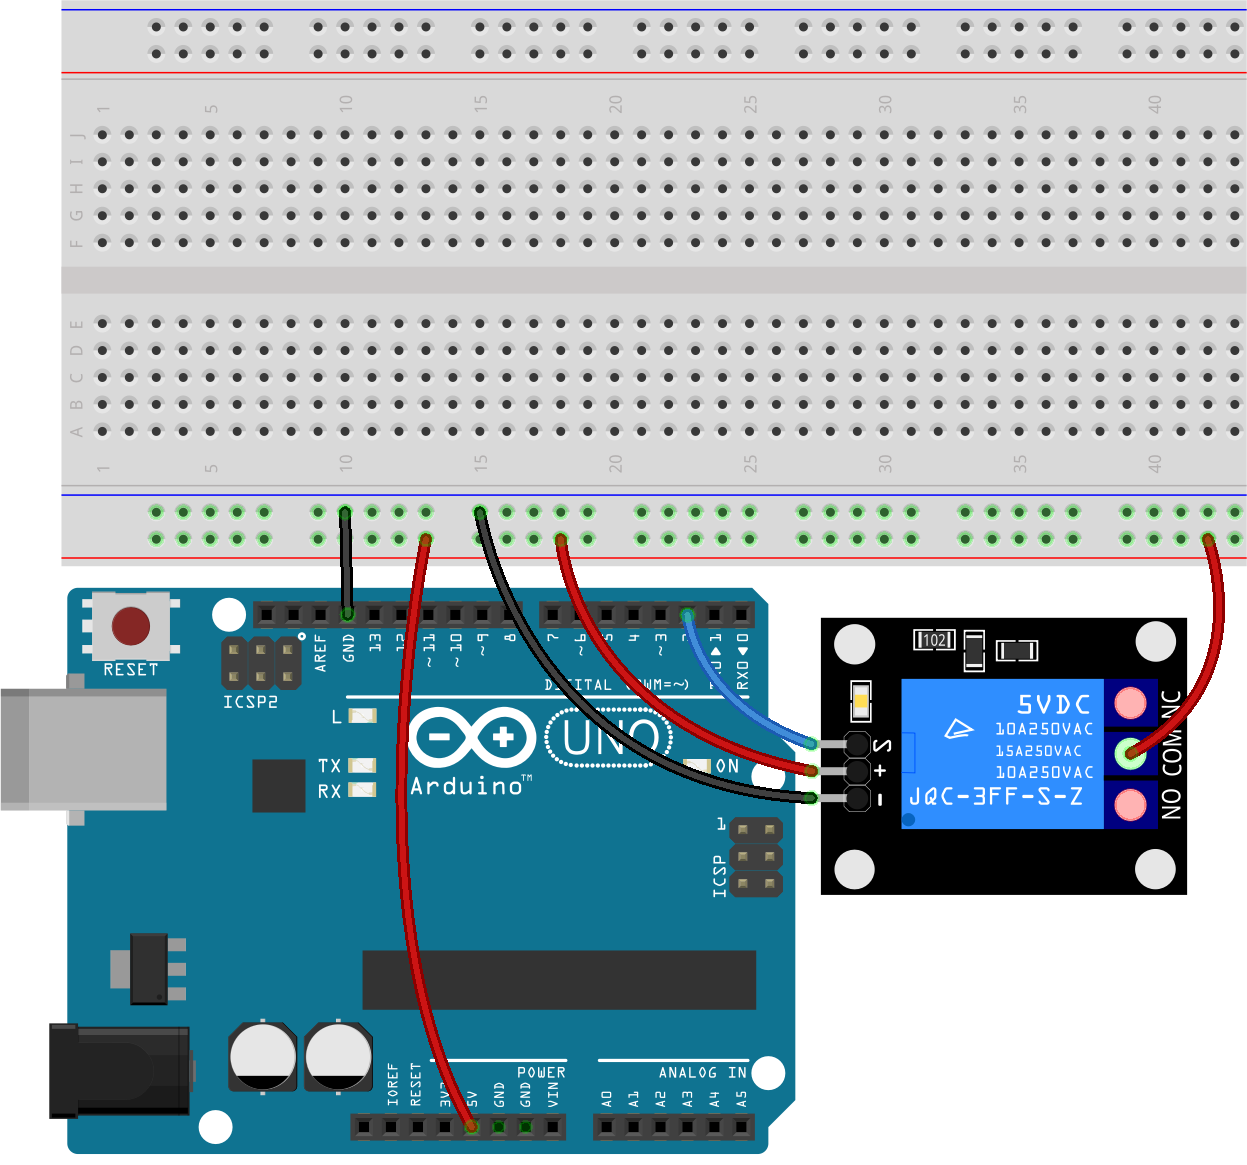 1 5 10 15 20 25 30 35 40
J
I
H
G
F
E
D
C
B
A
1 5 10 15 20 25 30 35 40
RESET
ICSP2
AREF
GND
13
12
~11
~10
~9
8
7
~6
5
4
~3
2
1
RX0◀0
DIGITAL (PWM=~)
L
TX
RX
UNO
Arduino™
ON
1
ICSP
IOREF
RESET
3V3
5V
GND
GND
VIN
POWER
ANALOG IN
A0
A1
A2
A3
A4
A5
102
S
+
-
5VDC
10A250VAC
15A250VAC
10A250VAC
JQC-3FF-S-Z
NO COM NC